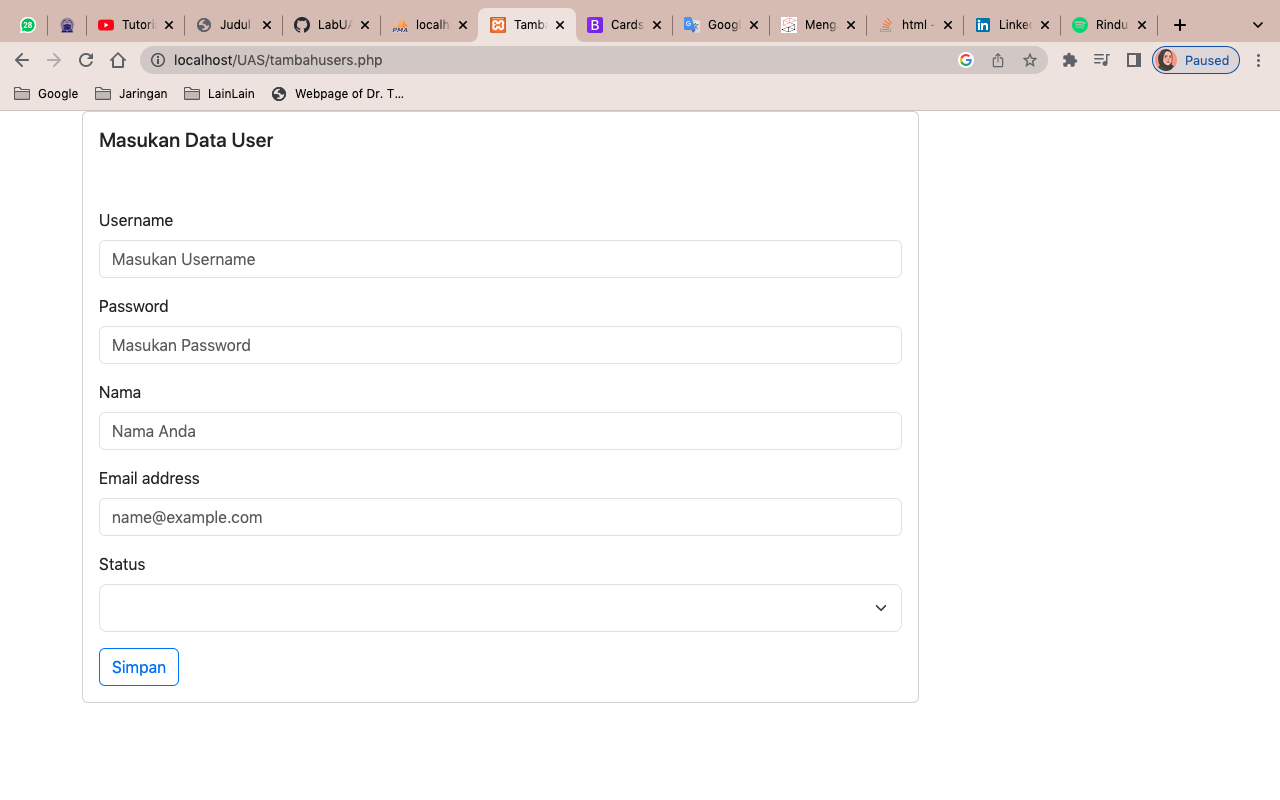 28 Tutori Judul LabUA localh Tamba Cards Googl Meng html - Linked Rindu
localhost/UAS/tambahusers.php Paused
Google Jaringan LainLain Webpage of Dr. T...
Masukan Data User
Username
Masukan Username
Password
Masukan Password
Nama
Nama Anda
Email address
name@example.com
Status
Simpan